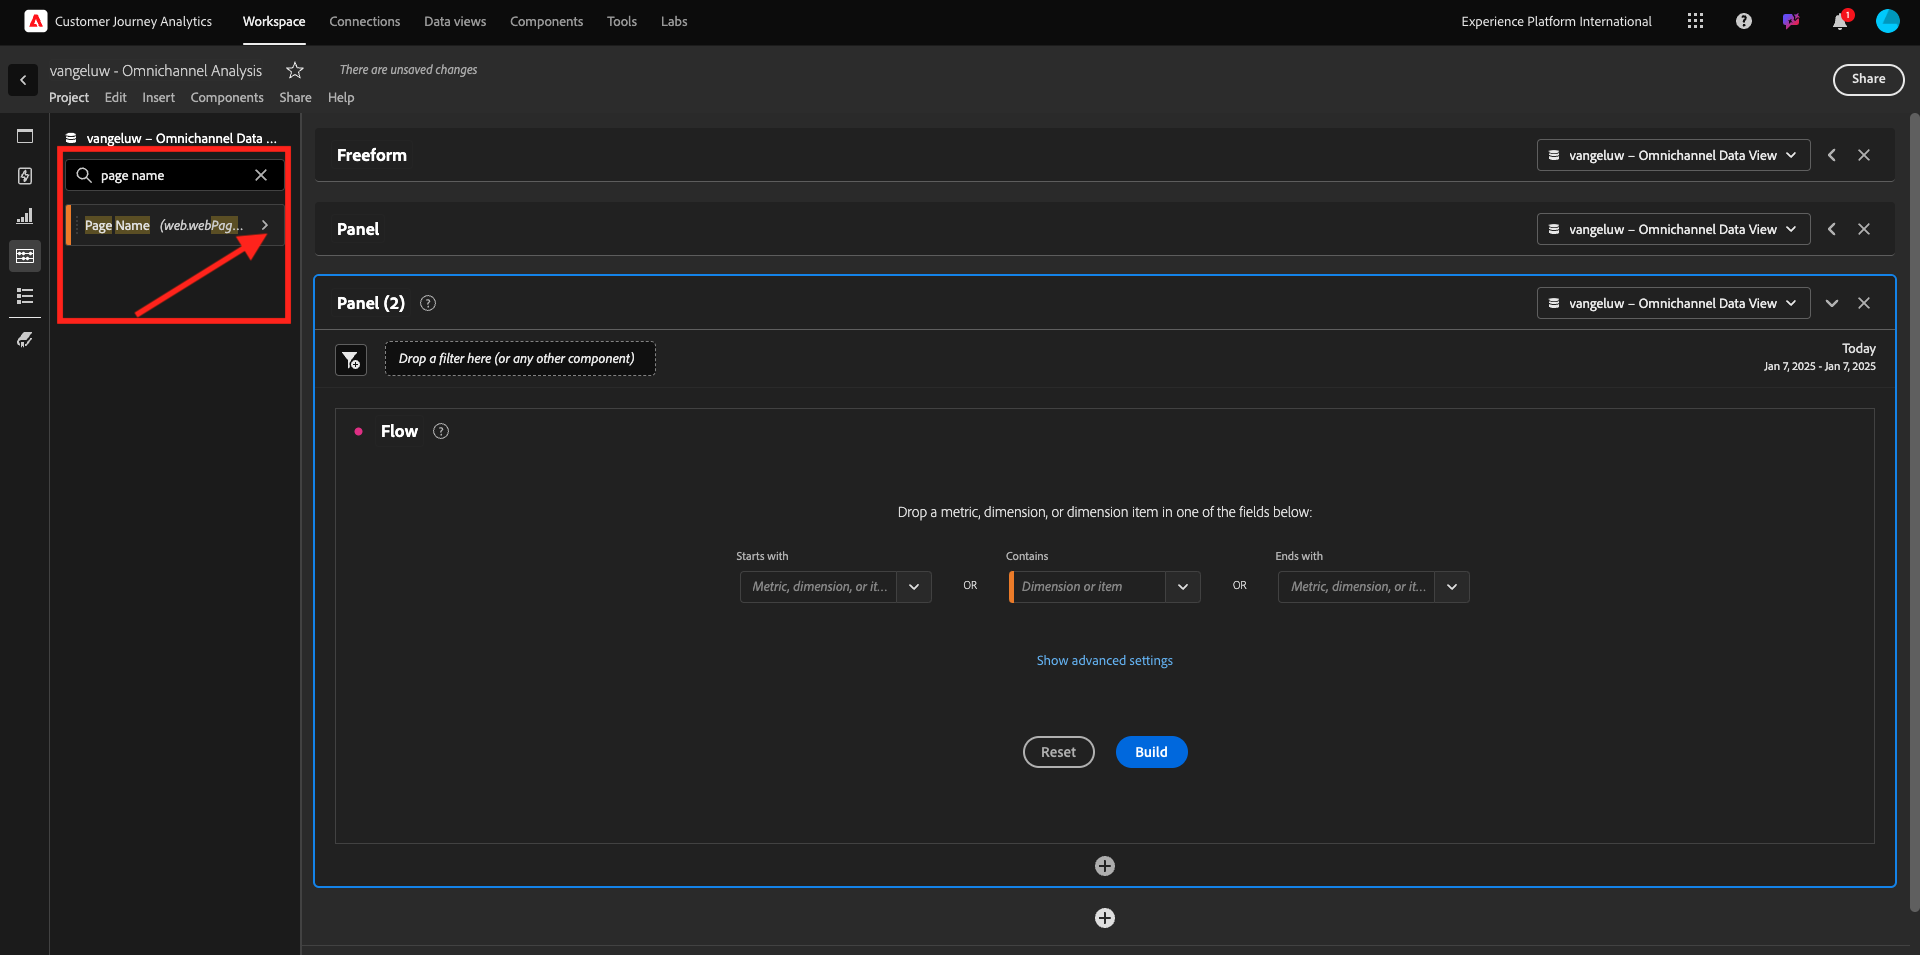 Customer Journey Analytics
Workspace
Connections
Data views
Components
Tools
Labs
Experience Platform International
1
vangeluw - Omnichannel Analysis
There are unsaved changes
Project
Edit
Insert
Components
Share
Help
Share
vangeluw – Omnichannel Data ...
page name
Page Name (web.webPag...
Freeform
vangeluw – Omnichannel Data View
Panel
vangeluw – Omnichannel Data View
Panel (2)
vangeluw – Omnichannel Data View
Drop a filter here (or any other component)
Today
Jan 7, 2025 - Jan 7, 2025
Flow
Drop a metric, dimension, or dimension item in one of the fields below:
Starts with
Contains
Ends with
Metric, dimension, or it...
OR
Dimension or item
OR
Metric, dimension, or it...
Show advanced settings
Reset
Build